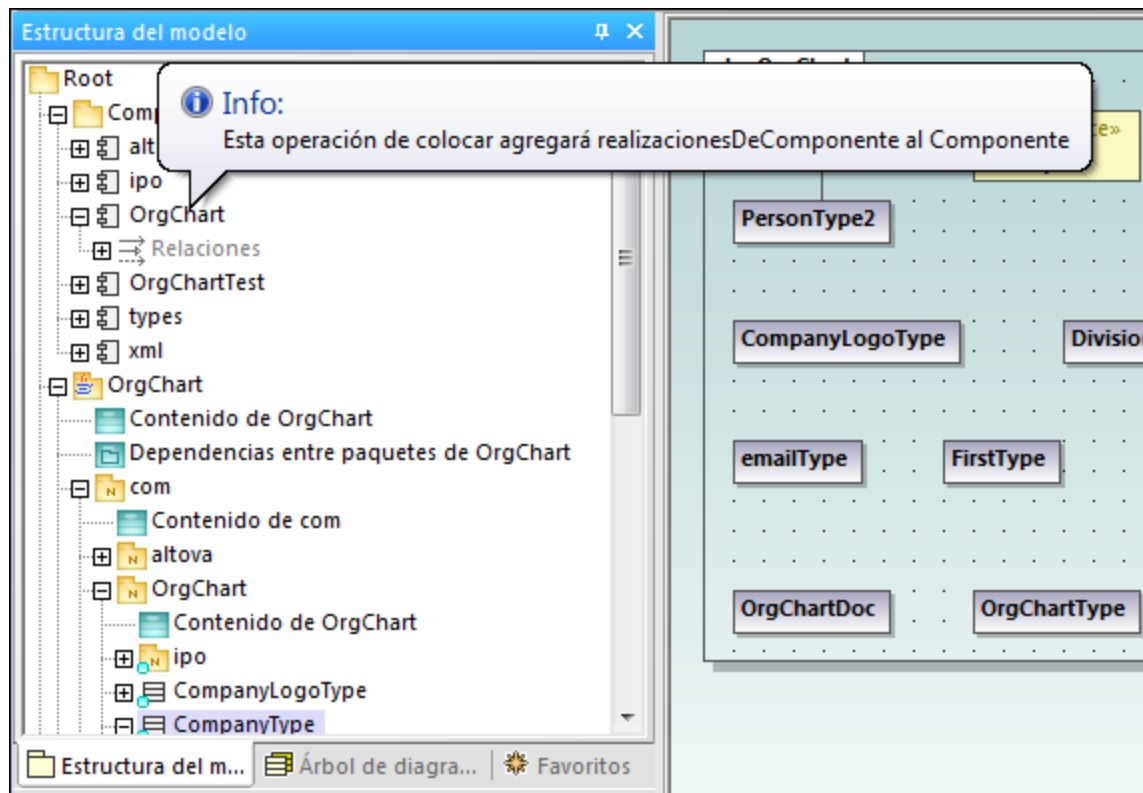 Estructura del modelo
Root
Info:
Esta operación de colocar agregará realizacionesDeComponente al Componente
ipo
OrgChart
Relaciones
OrgChartTest
types
xml
OrgChart
Contenido de OrgChart
Dependencias entre paquetes de OrgChart
com
Contenido de com
altova
OrgChart
Contenido de OrgChart
ipo
CompanyLogoType
CompanyType
Estructura del m...
Árbol de diagra...
Favoritos
PersonType2
CompanyLogoType
Divisio
emailType
FirstType
OrgChartDoc
OrgChartType